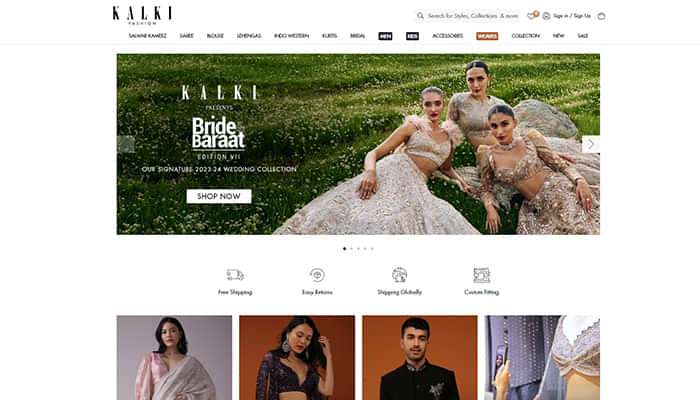 KALKI
FASHION
Search for Styles, Collections & more
Sign in / Sign Up
SALWAR KAMEEZ SAREE BLOUSE LEHENGAS INDO WESTERN KURTIS BRIDAL MEN KIDS ACCESSORIES WEAVES COLLECTION NEW SALE
KALKI
PRESENTS
Bride
Baraat
EDITION VII
OUR SIGNATURE 2023-24 WEDDING COLLECTION
SHOP NOW
Free Shipping Easy Returns Shipping Globally Custom Fitting